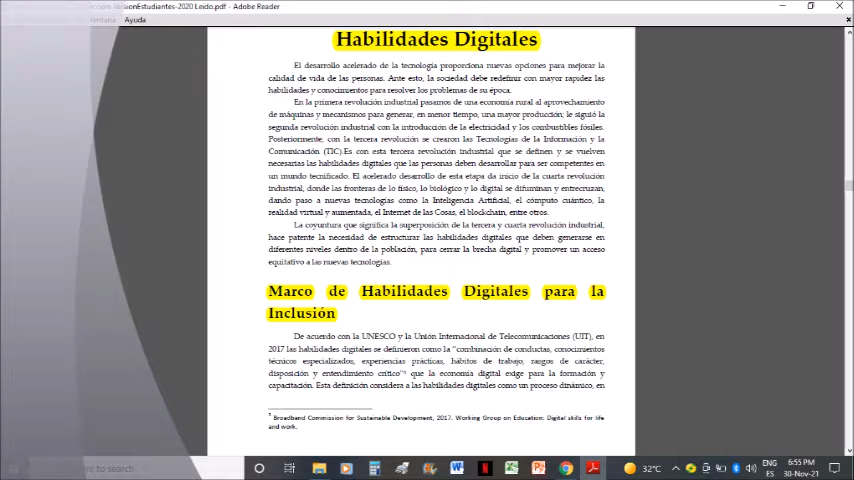 VersionEstudiantes-2020 Leido.pdf - Adobe Reader
Ventana Ayuda
Habilidades Digitales
El desarrollo acelerado de la tecnología proporciona nuevas opciones para mejorar la
calidad de vida de las personas. Ante esto, la sociedad debe redefinir con mayor rapidez las
habilidades y conocimientos para resolver los problemas de su época.
En la primera revolución industrial pasamos de una economía rural al aprovechamiento
de máquinas y mecanismos para generar, en menor tiempo, una mayor producción; le siguió la
segunda revolución industrial con la introducción de la electricidad y los combustibles fósiles.
Posteriormente, con la tercera revolución se crearon las Tecnologías de la Información y la
Comunicación (TIC).Es con esta tercera revolución industrial que se definen y se vuelven
necesarias las habilidades digitales que las personas deben desarrollar para ser competentes en
un mundo tecnificado. El acelerado desarrollo de esta etapa da inicio de la cuarta revolución
industrial, donde las fronteras de lo físico, lo biológico y lo digital se difuminan y entrecruzan,
dando paso a nuevas tecnologías como la Inteligencia Artificial, el cómputo cuántico, la
realidad virtual y aumentada, el Internet de las Cosas, el blockchain, entre otros.
La coyuntura que significa la superposición de la tercera y cuarta revolución industrial,
hace patente la necesidad de estructurar las habilidades digitales que deben generarse en
diferentes niveles dentro de la población, para cerrar la brecha digital y promover un acceso
equitativo a las nuevas tecnologías.
Marco de Habilidades Digitales para la
Inclusión
De acuerdo con la UNESCO y la Unión Internacional de Telecomunicaciones (UIT), en
2017 las habilidades digitales se definieron como la "combinación de conductas, conocimientos
técnicos especializados, experiencias prácticas, hábitos de trabajo, rasgos de carácter,
disposición y entendimiento crítico" que la economía digital exige para la formación y
capacitación. Esta definición considera a las habilidades digitales como un proceso dinámico, en
Broadband Commission for Sustainable Development, 2017. Working Group on Education: Digital skills for life
and work.
here to search
32°C
ENG
ES
6:55 PM
30-Nov-21